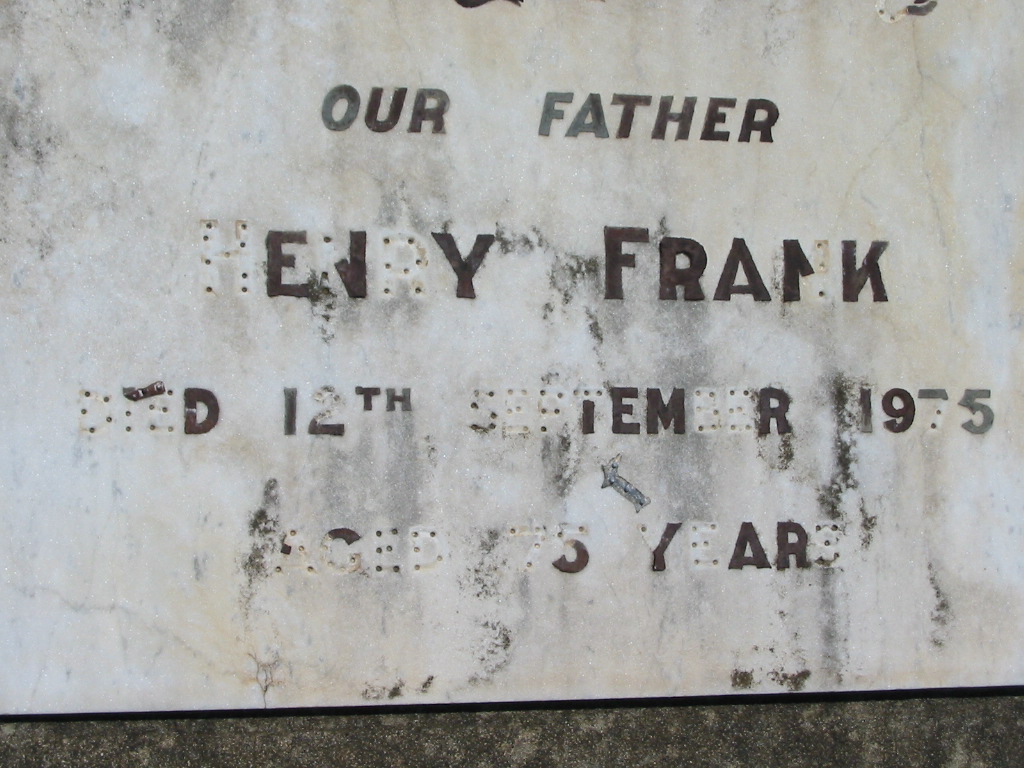 OUR FATHER
HENRY FRANK
DIED 12TH SEPTEMBER 1975
AGED 75 YEARS